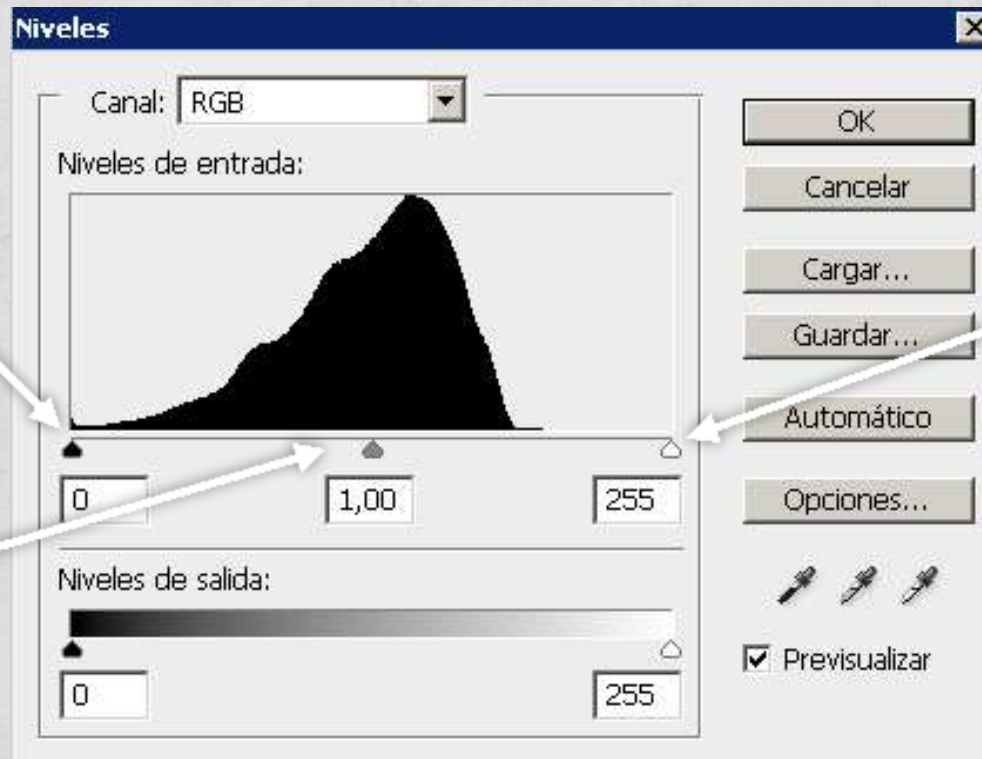 Niveles
Canal: RGB
Niveles de entrada:
0 1,00 255
Niveles de salida:
0 255
OK
Cancelar
Cargar...
Guardar...
Automático
Opciones...
Previsualizar